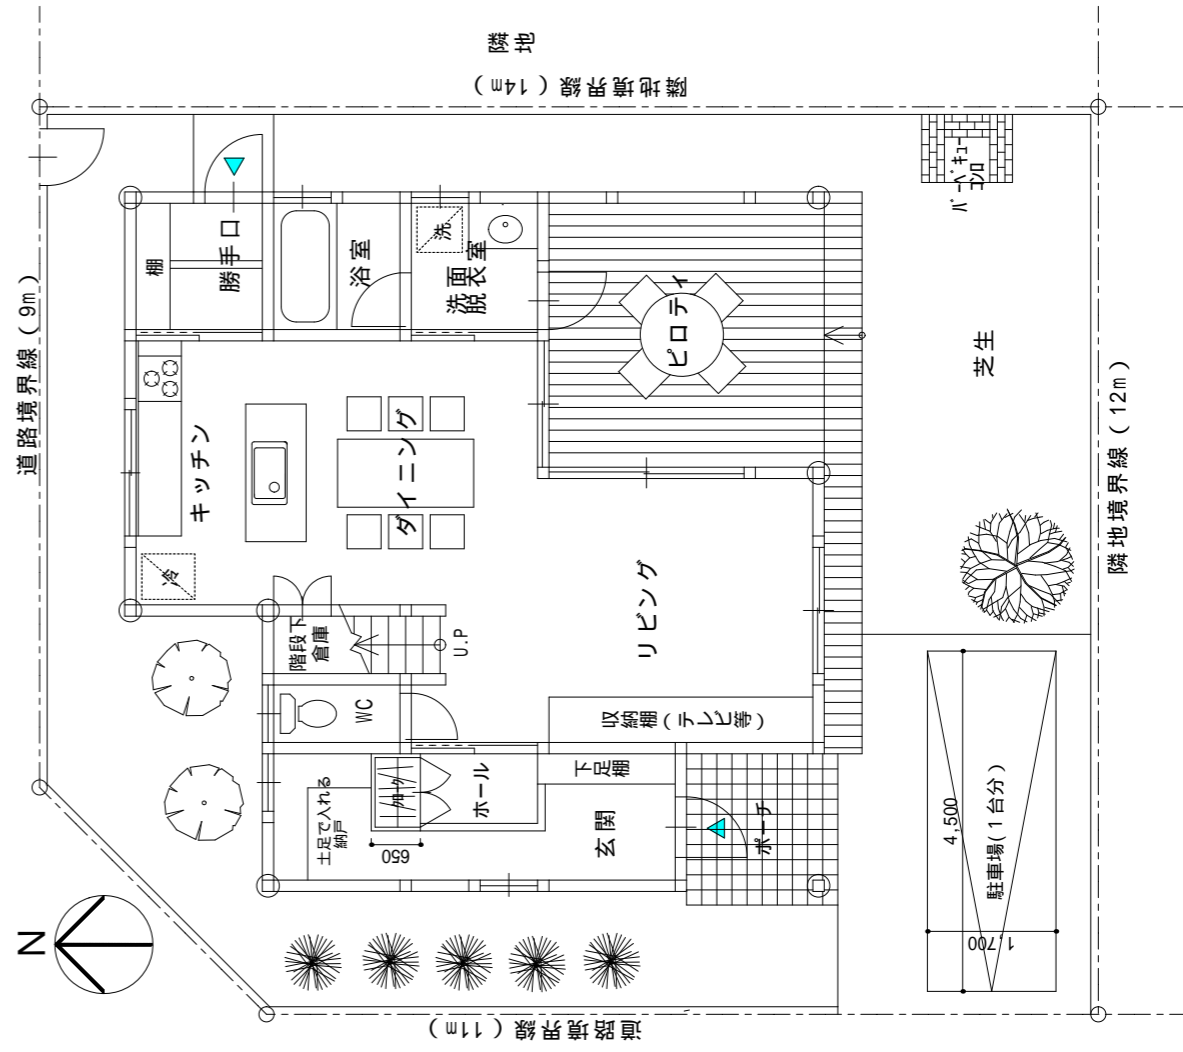 隣地
隣地境界線(14m)
道路境界線(9m)
棚
勝手口
浴室
洗
洗面
脱衣室
バーベキュー
コンロ
キッチン
ダイニング
ピロティ
芝生
冷
階段下
倉庫
U.P
リビング
隣地境界線(12m)
WC
収納棚(テレビ等)
土足で入れる
納戸
クローク
ホール
下足棚
650
玄関
ポーチ
4,500
駐車場(1台分)
1,700
N
道路境界線(11m)